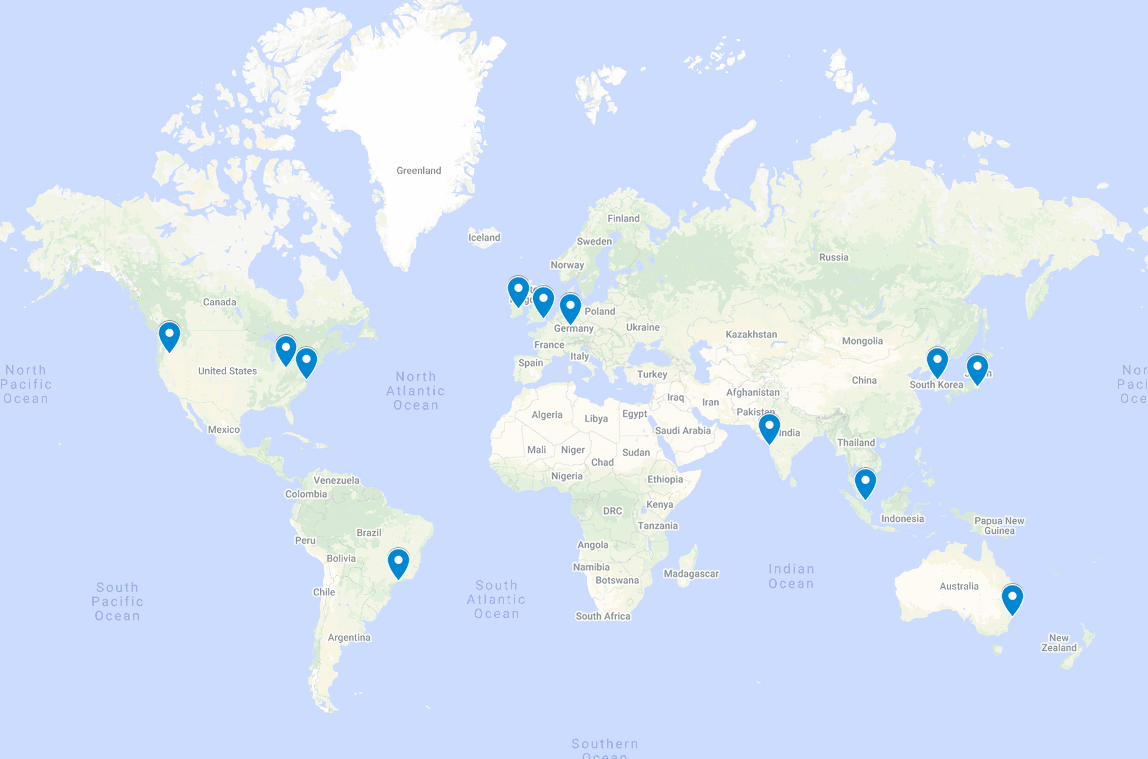 Greenland
Iceland
Finland
Sweden
Norway
Russia
Canada
Poland
Germany
Ukraine
France
Kazakhstan
Mongolia
Italy
Spain
United States
Turkey
China
South Korea
North
Pacific
Ocean
North
Atlantic
Ocean
Afghanistan
Iraq
Iran
Pakistan
Algeria
Libya
Egypt
Mexico
Saudi Arabia
India
Thailand
Mali
Niger
Sudan
Chad
Nigeria
Ethiopia
Venezuela
Colombia
Kenya
DRC
Indonesia
Papua New
Guinea
Tanzania
Brazil
Peru
Angola
Bolivia
Namibia
Botswana
Madagascar
Indian
Ocean
Australia
South
Pacific
Ocean
Chile
South
Atlantic
Ocean
South Africa
Argentina
New
Zealand
Southern
Ocean